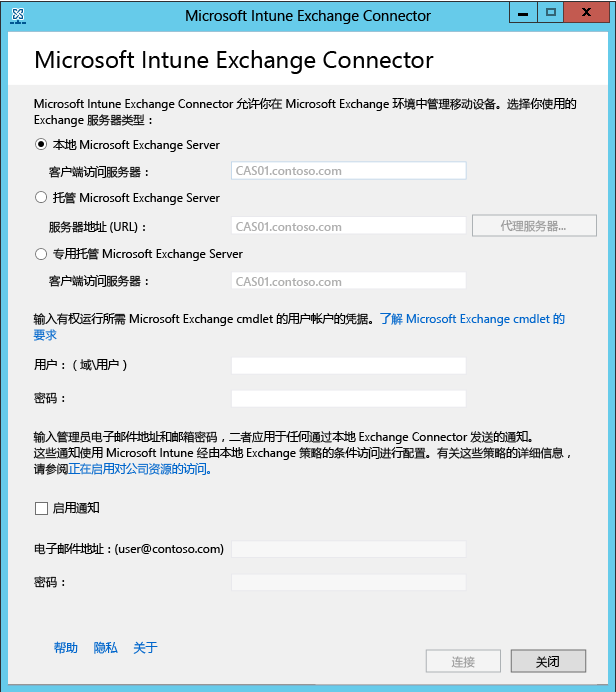 Microsoft Intune Exchange Connector
Microsoft Intune Exchange Connector
Microsoft Intune Exchange Connector 允许你在 Microsoft Exchange 环境中管理移动设备。选择你使用的
Exchange 服务器类型：
本地 Microsoft Exchange Server
客户端访问服务器： CAS01.contoso.com
托管 Microsoft Exchange Server
服务器地址 (URL)： CAS01.contoso.com 代理服务器...
专用托管 Microsoft Exchange Server
客户端访问服务器： CAS01.contoso.com
输入有权运行所需 Microsoft Exchange cmdlet 的用户帐户的凭据。了解 Microsoft Exchange cmdlet 的
要求
用户：（域\用户）
密码：
输入管理员电子邮件地址和邮箱密码，二者应用于任何通过本地 Exchange Connector 发送的通知。
这些通知使用 Microsoft Intune 经由本地 Exchange 策略的条件访问进行配置。有关这些策略的详细信息，
请参阅正在启用对公司资源的访问。
启用通知
电子邮件地址：(user@contoso.com)
密码：
帮助 隐私 关于
连接 关闭